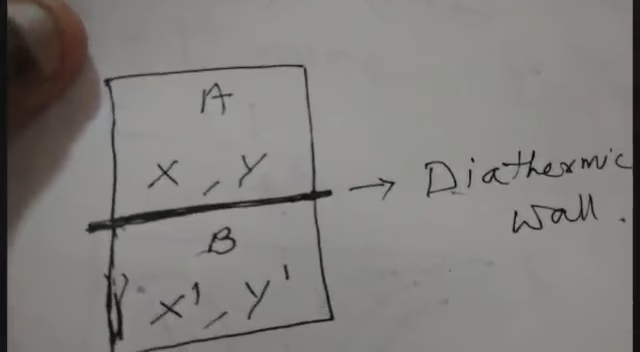 A
X , Y
→ Diathermic
wall.
B
X', Y'